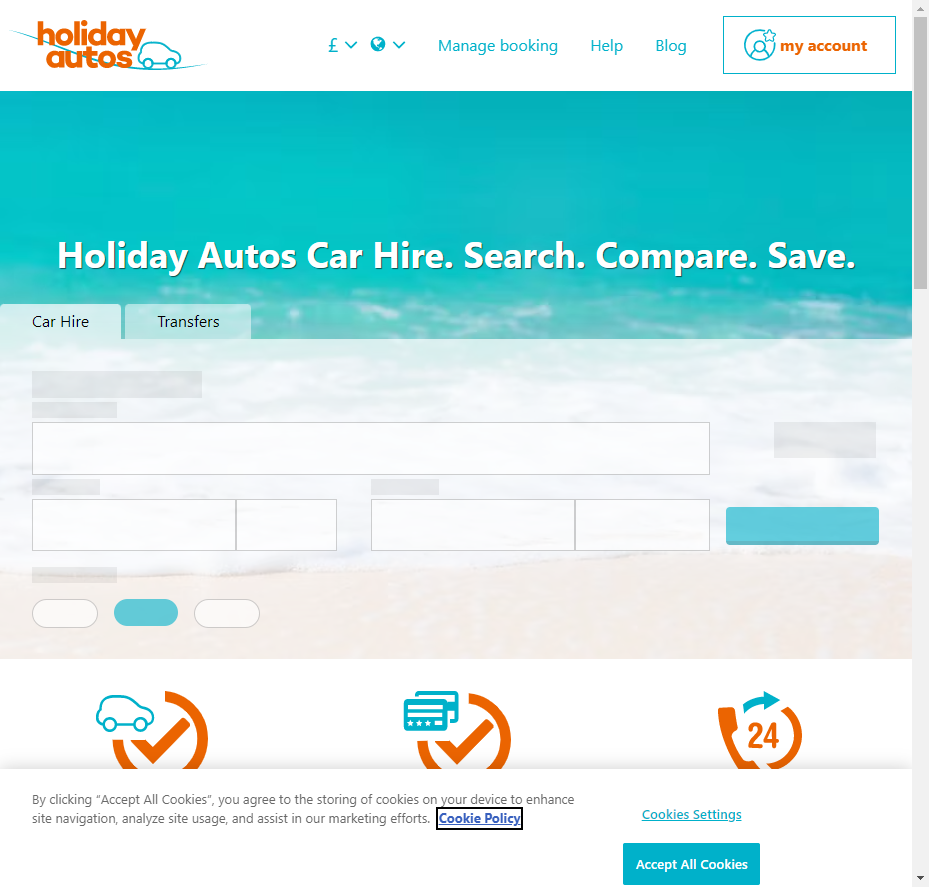 holiday
autos
£
Manage booking
Help
Blog
my account
Holiday Autos Car Hire. Search. Compare. Save.
Car Hire
Transfers
24
By clicking “Accept All Cookies”, you agree to the storing of cookies on your device to enhance
site navigation, analyze site usage, and assist in our marketing efforts. Cookie Policy
Cookies Settings
Accept All Cookies